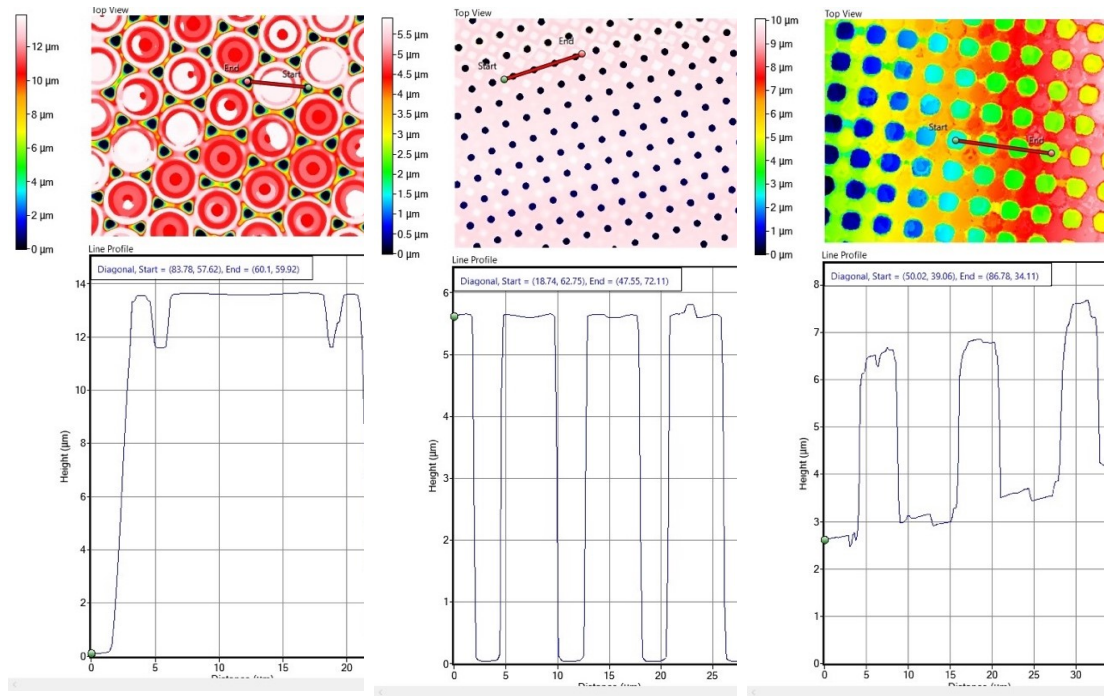 Top View
12 µm
10 µm
8 µm
6 µm
4 µm
2 µm
0 µm
End
Start
Line Profile
Diagonal, Start = (83.78, 57.62), End = (60.1, 59.92)
Height (µm)
14
12
10
8
6
4
2
0
0
5
10
15
20
Distance (µm)
Top View
5.5 µm
5 µm
4.5 µm
4 µm
3.5 µm
3 µm
2.5 µm
2 µm
1.5 µm
1 µm
0.5 µm
0 µm
End
Start
Line Profile
Diagonal, Start = (18.74, 62.75), End = (47.55, 72.11)
Height (µm)
6
5
4
3
2
1
0
0
5
10
15
20
25
Distance (µm)
Top View
10 µm
9 µm
8 µm
7 µm
6 µm
5 µm
4 µm
3 µm
2 µm
1 µm
0 µm
Start
End
Line Profile
Diagonal, Start = (50.02, 39.06), End = (86.78, 34.11)
Height (µm)
8
7
6
5
4
3
2
1
0
0
5
10
15
20
25
30
Distance (µm)